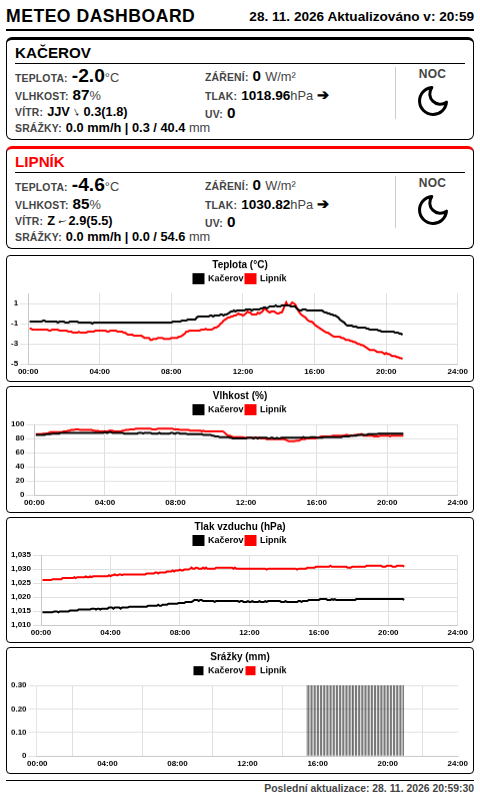 METEO DASHBOARD
28. 11. 2026 Aktualizováno v: 20:59
KAČEROV
TEPLOTA: -2.0°C
VLHKOST: 87%
VÍTR: JJV 0.3(1.8)
SRÁŽKY: 0.0 mm/h | 0.3 / 40.4 mm
ZÁŘENÍ: 0 W/m²
TLAK: 1018.96hPa ➔
UV: 0
NOC
LIPNÍK
TEPLOTA: -4.6°C
VLHKOST: 85%
VÍTR: Z 2.9(5.5)
SRÁŽKY: 0.0 mm/h | 0.0 / 54.6 mm
ZÁŘENÍ: 0 W/m²
TLAK: 1030.82hPa ➔
UV: 0
NOC
Teplota (°C)
Kačerov Lipník
1
-1
-3
-5
00:00 04:00 08:00 12:00 16:00 20:00 24:00
Vlhkost (%)
Kačerov Lipník
100
80
60
40
20
0
00:00 04:00 08:00 12:00 16:00 20:00 24:00
Tlak vzduchu (hPa)
Kačerov Lipník
1,035
1,030
1,025
1,020
1,015
1,010
00:00 04:00 08:00 12:00 16:00 20:00 24:00
Srážky (mm)
Kačerov Lipník
0.30
0.20
0.10
0
00:00 04:00 08:00 12:00 16:00 20:00 24:00
Poslední aktualizace: 28. 11. 2026 20:59:30